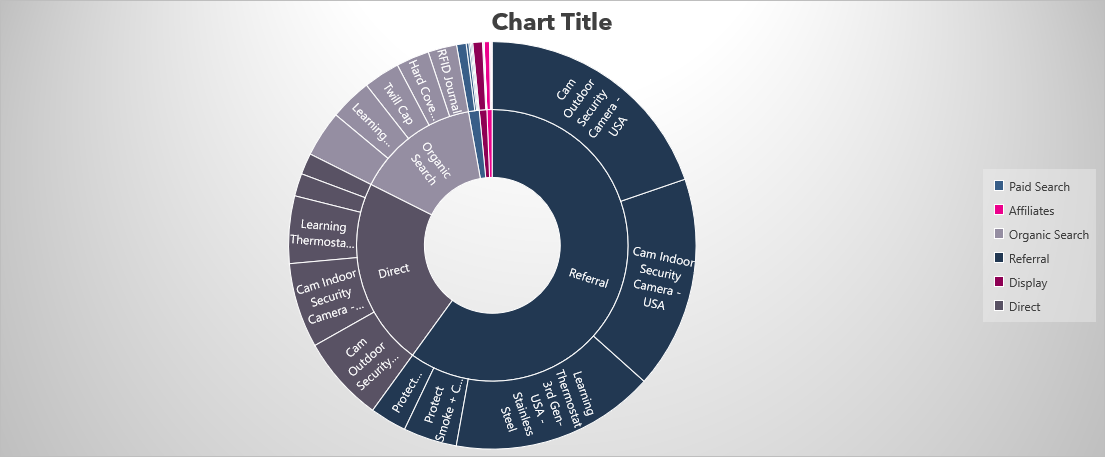 Chart Title
Cam
Outdoor
Security
Camera -
USA
Cam Indoor
Security
Camera -
USA
Learning
Thermostat
3rd Gen-
USA -
Stainless
Steel
Protect
Smoke + C...
Protect...
Cam
Outdoor
Security...
Cam Indoor
Security
Camera -...
Learning
Thermosta...
Learning...
Twill Cap
Hard Cove...
RFID Journal
Referral
Direct
Organic
Search
Paid Search
Affiliates
Organic Search
Referral
Display
Direct